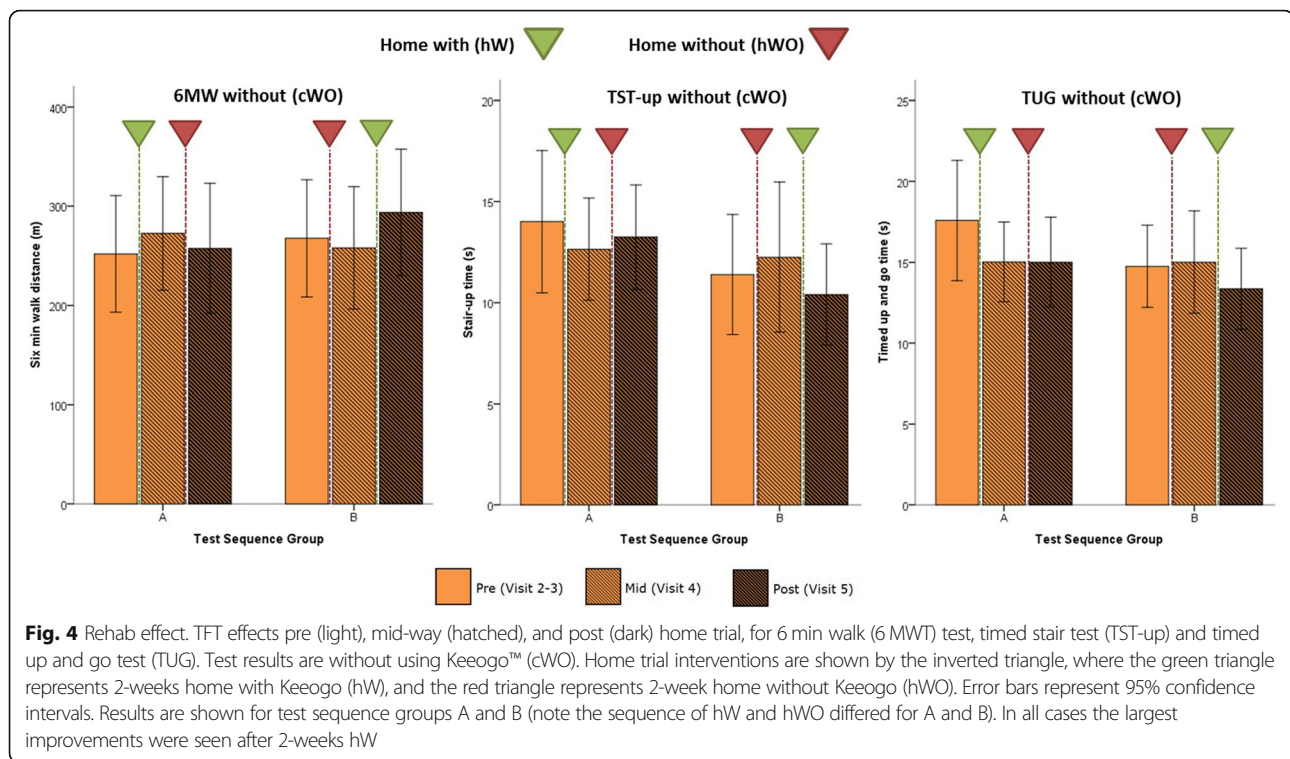 Home with (hW) Home without (hWO)
6MW without (cWO)
400
300
200
100
0
Six min walk distance (m)
A B
Test Sequence Group
TST-up without (cWO)
20
15
10
5
0
Stair-up time (s)
A B
Test Sequence Group
TUG without (cWO)
25
20
15
10
5
0
Timed up and go time (s)
A B
Test Sequence Group
Pre (Visit 2-3) Mid (Visit 4) Post (Visit 5)
Fig. 4 Rehab effect. TFT effects pre (light), mid-way (hatched), and post (dark) home trial, for 6 min walk (6 MWT) test, timed stair test (TST-up) and timed
up and go test (TUG). Test results are without using Keeogo™ (cWO). Home trial interventions are shown by the inverted triangle, where the green triangle
represents 2-weeks home with Keeogo (hW), and the red triangle represents 2-week home without Keeogo (hWO). Error bars represent 95% confidence
intervals. Results are shown for test sequence groups A and B (note the sequence of hW and hWO differed for A and B). In all cases the largest
improvements were seen after 2-weeks hW